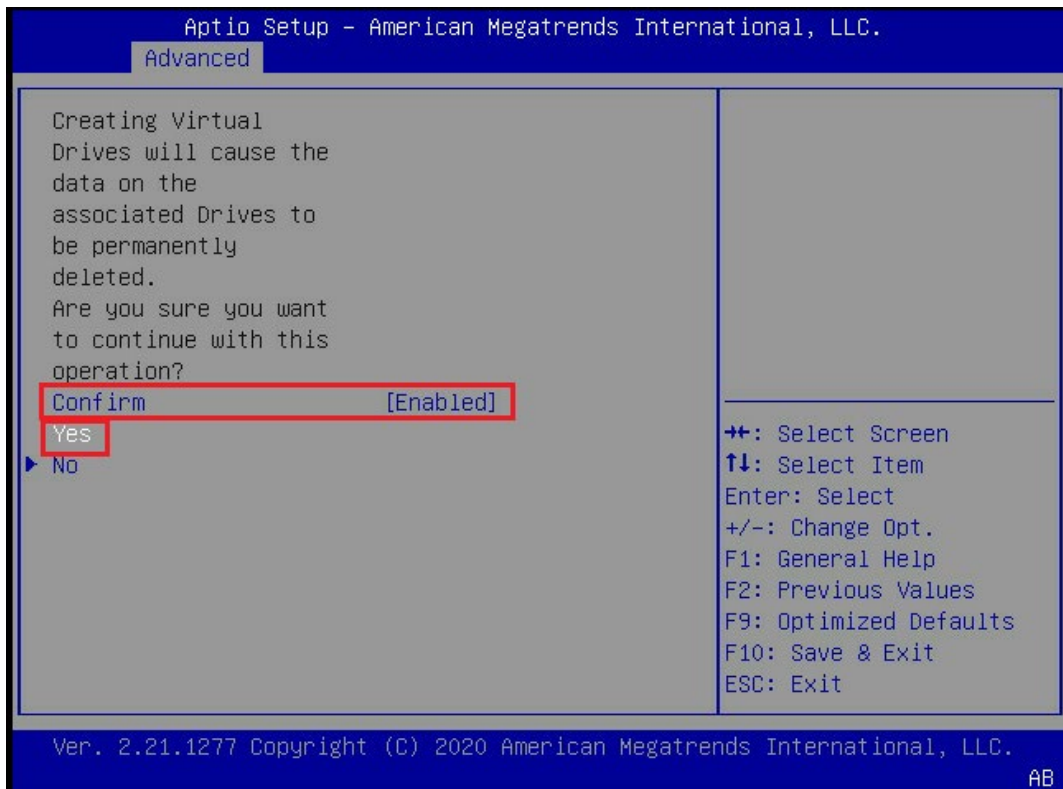 Aptio Setup – American Megatrends International, LLC.
Advanced
Creating Virtual
Drives will cause the
data on the
associated Drives to
be permanently
deleted.
Are you sure you want
to continue with this
operation?
Confirm [Enabled]
Yes
▶ No
→←: Select Screen
↑↓: Select Item
Enter: Select
+/-: Change Opt.
F1: General Help
F2: Previous Values
F9: Optimized Defaults
F10: Save & Exit
ESC: Exit
Ver. 2.21.1277 Copyright (C) 2020 American Megatrends International, LLC.
AB